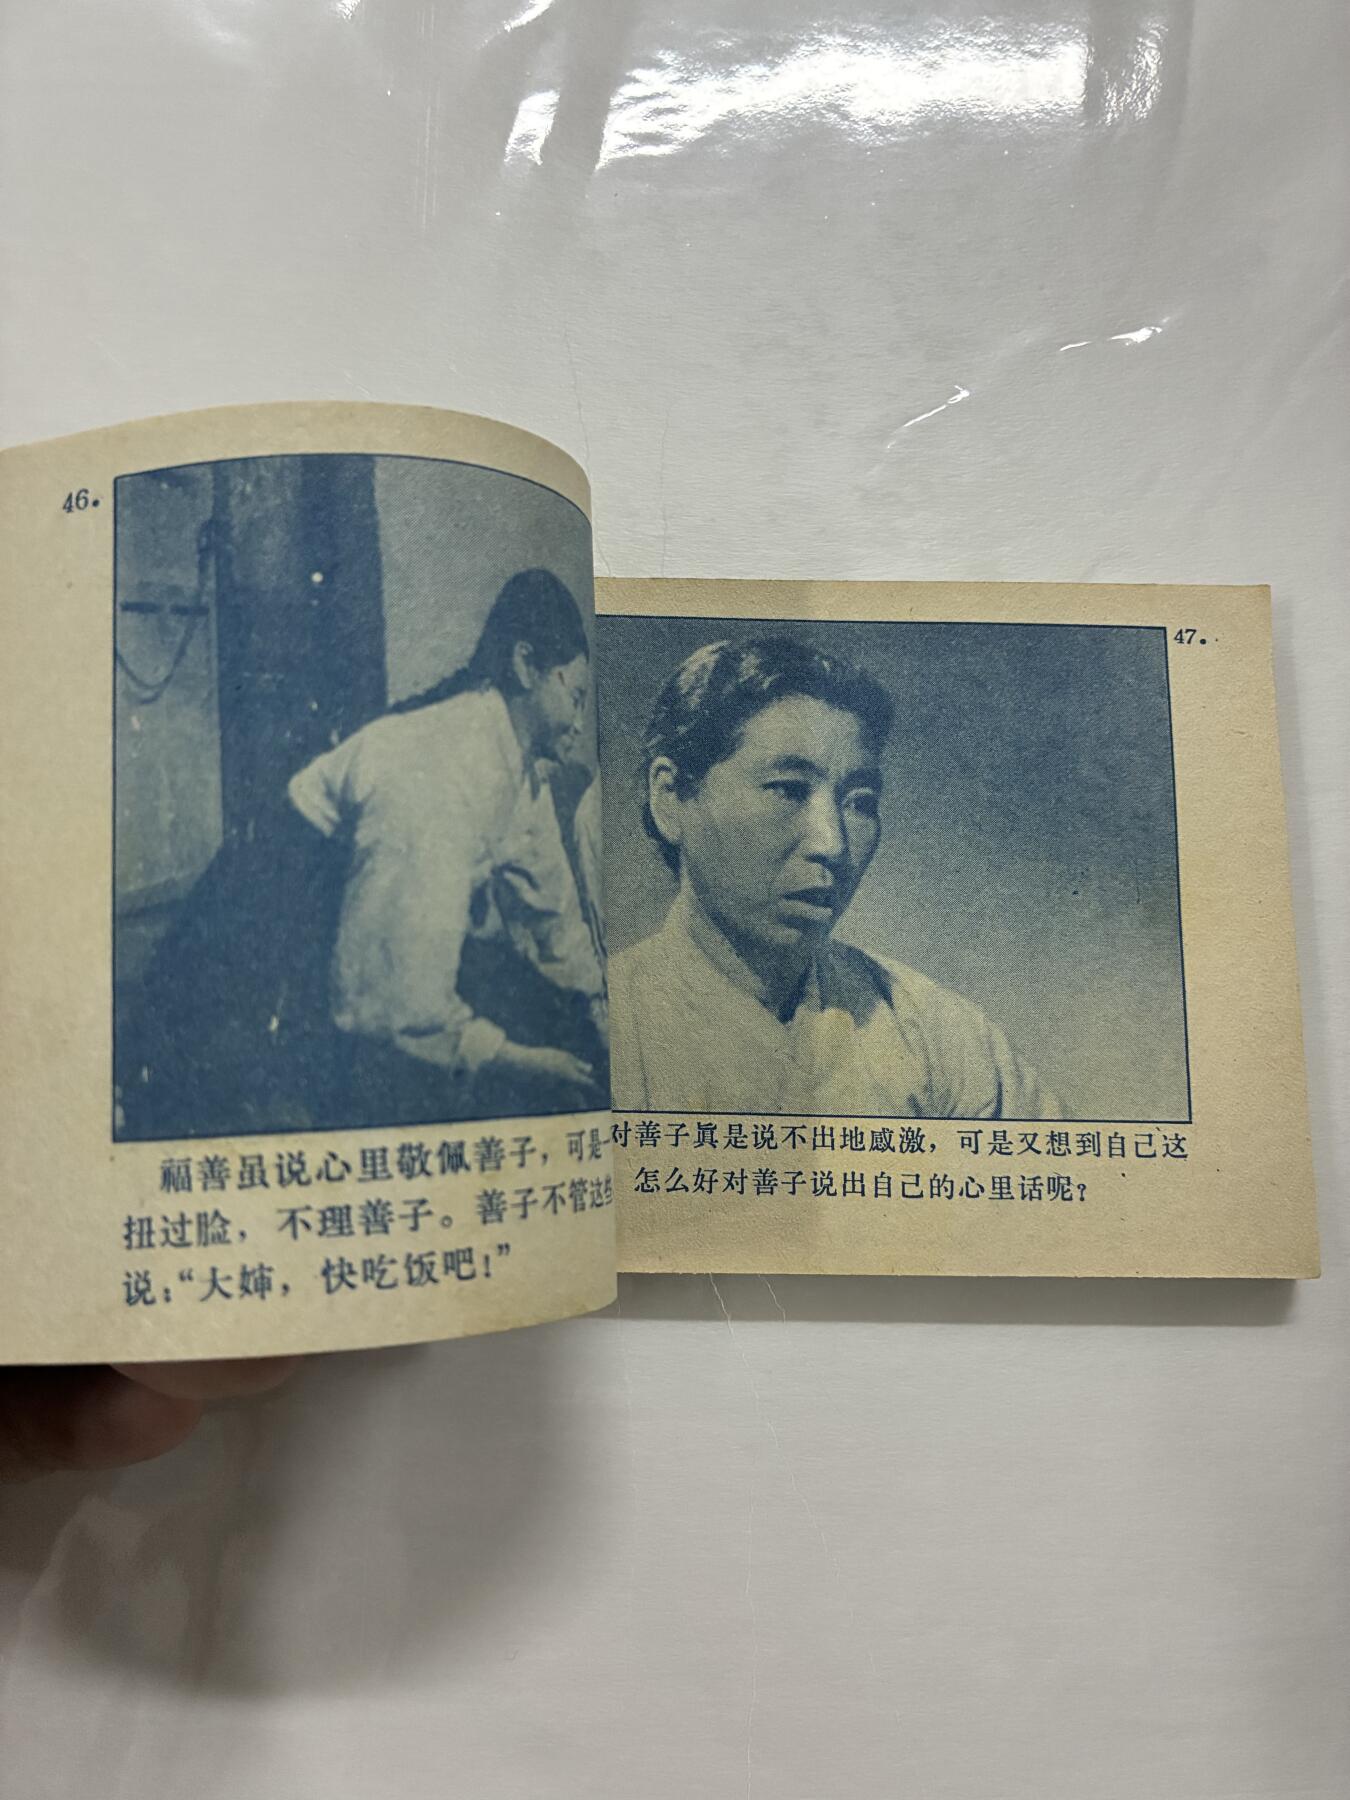 46.
福善虽说心里敬佩善子，可是一
扭过脸，不理善子。善子不管这些
说：“大婶，快吃饭吧！”
47.
对善子眞是说不出地感激，可是又想到自己这
怎么好对善子说出自己的心里话呢？